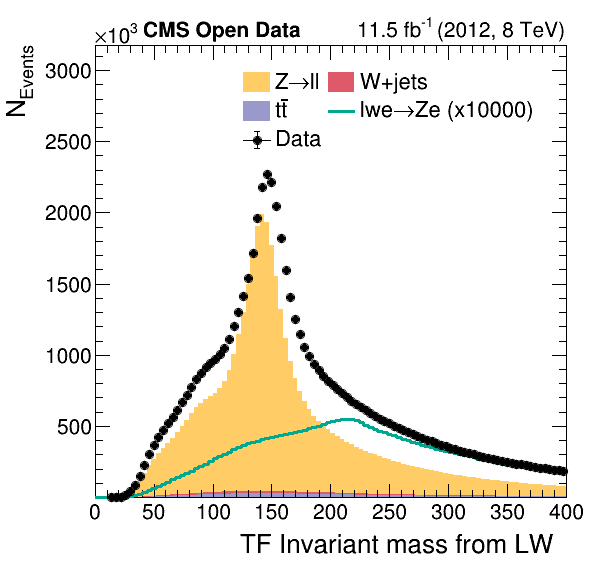 ×10³ CMS Open Data 11.5 fb⁻¹ (2012, 8 TeV)
N_Events
Z→ll W+jets
tt̄ lwe→Ze (x10000)
Data
3000
2500
2000
1500
1000
500
0 50 100 150 200 250 300 350 400
TF Invariant mass from LW